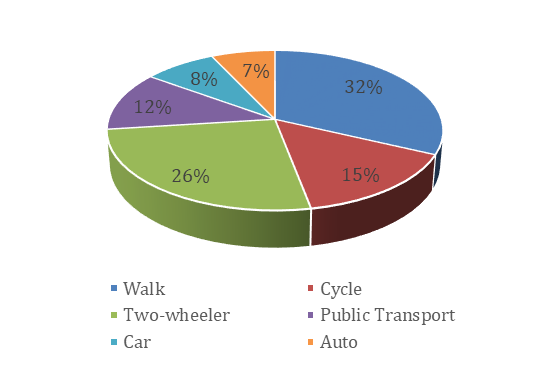 7%
8%
32%
12%
26%
15%
Walk
Cycle
Two-wheeler
Public Transport
Car
Auto